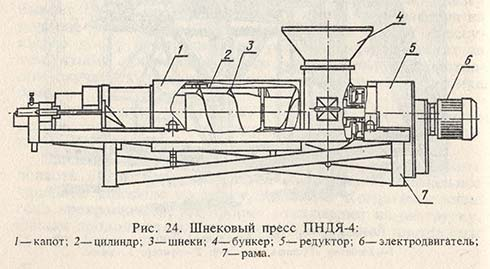 1
2
3
4
5
6
7
Рис. 24. Шнековый пресс ПНДЯ-4:
1—капот; 2—цилиндр; 3—шнеки; 4—бункер; 5—редуктор; 6—электродвигатель;
7—рама.